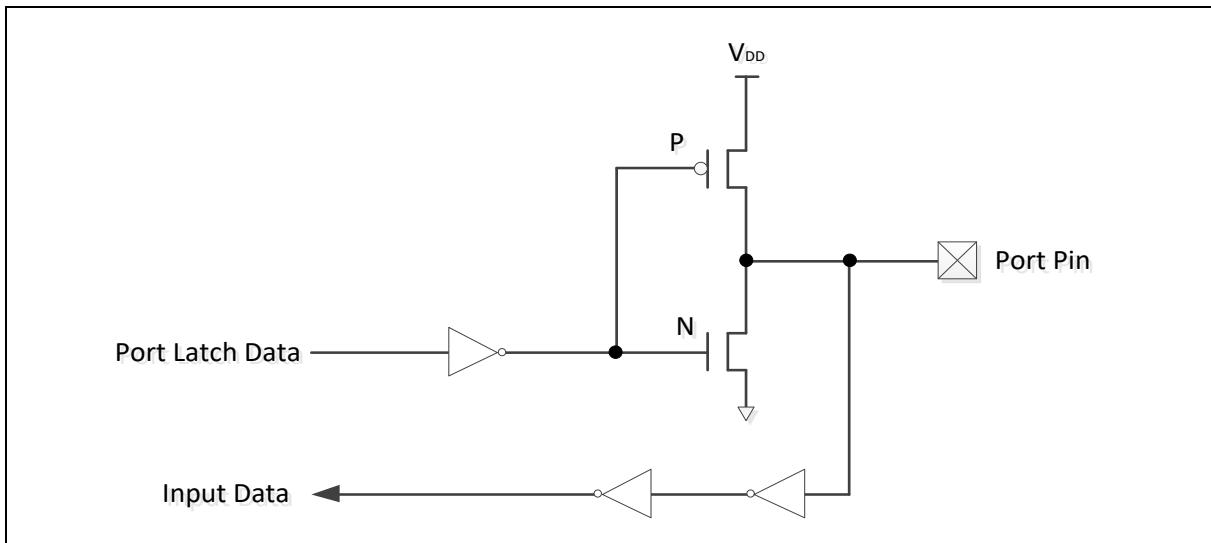 VDD
P
Port Pin
N
Port Latch Data
Input Data